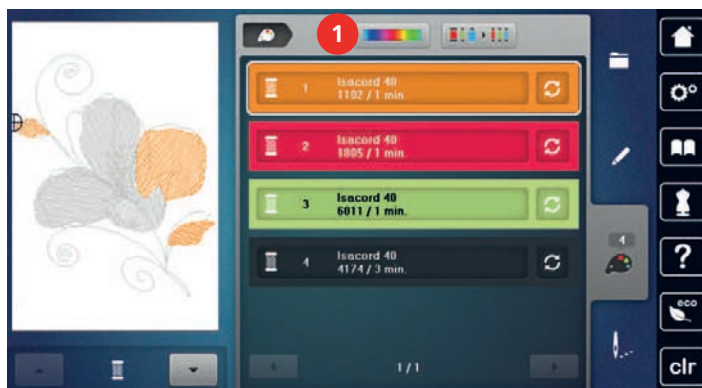 1
1 Isacord 40
1102 / 1 min.
2 Isacord 40
1805 / 1 min.
3 Isacord 40
6011 / 1 min.
4 Isacord 40
4174 / 3 min.
1/1
4
?
eco
clr